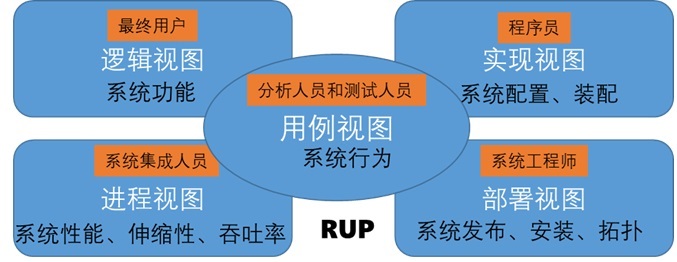 最终用户
逻辑视图
系统功能
程序员
实现视图
系统配置、装配
分析人员和测试人员
用例视图
系统行为
系统集成人员
进程视图
系统性能、伸缩性、吞吐率
系统工程师
部署视图
系统发布、安装、拓扑
RUP